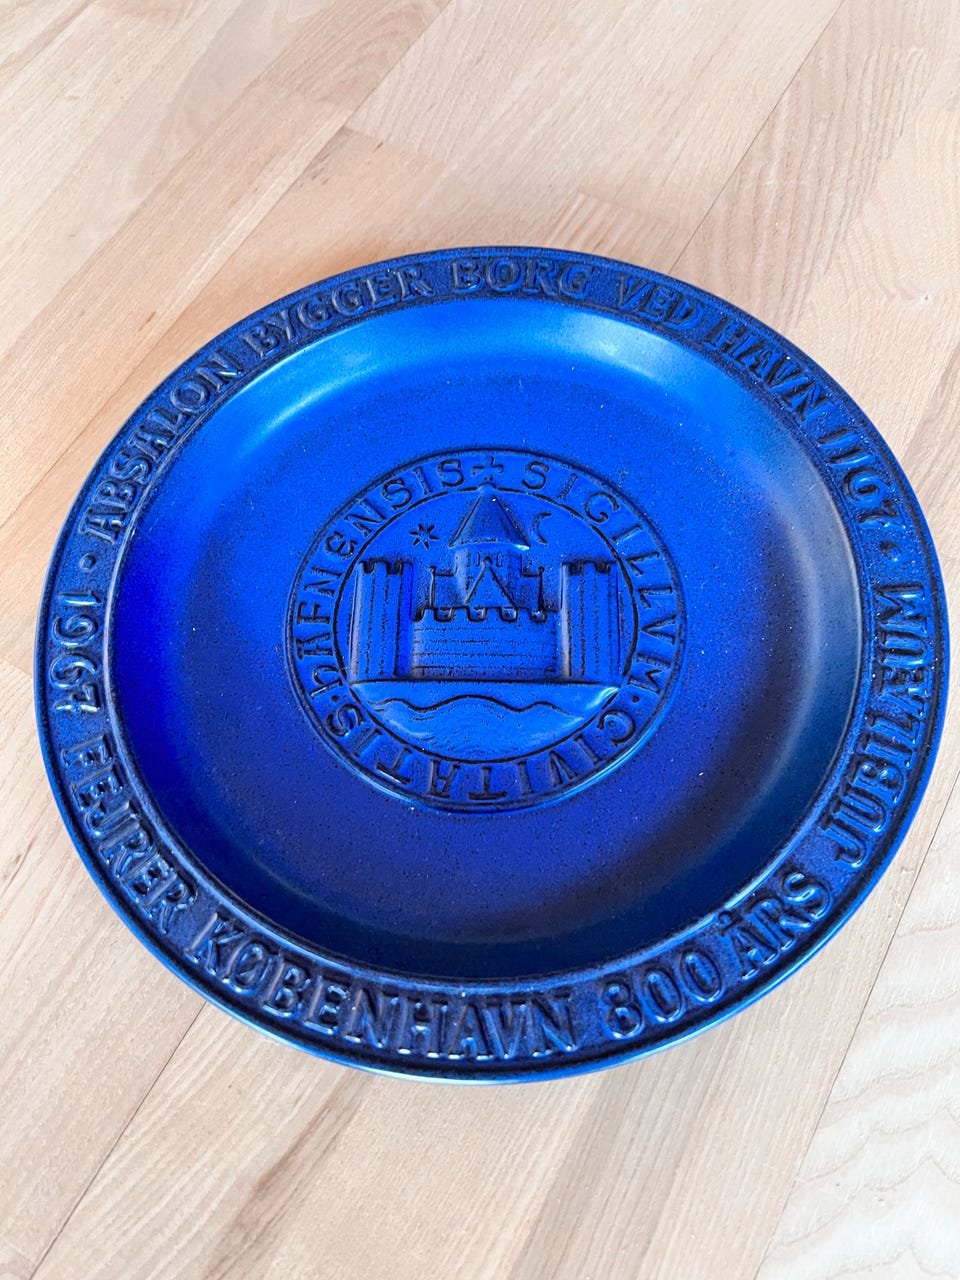 ABSALON BYGGER BORG VED HAVN 1167 ·
1967 FEJRER KØBENHAVN 800 ÅRS JUBILÆUM ·
+ SIGILLVM · CIVITATIS · HAFNENSIS